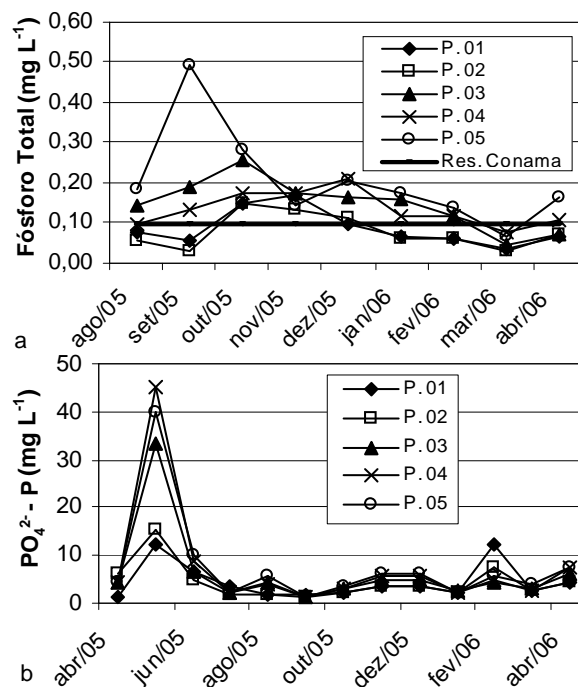 Fósforo Total (mg L-1)
0,60
0,50
0,40
0,30
0,20
0,10
0,00
P.01
P.02
P.03
P.04
P.05
Res.Conama
ago/05
set/05
out/05
nov/05
dez/05
jan/06
fev/06
mar/06
abr/06
a
PO42- - P (mg L-1)
50
40
30
20
10
0
P.01
P.02
P.03
P.04
P.05
abr/05
jun/05
ago/05
out/05
dez/05
fev/06
abr/06
b